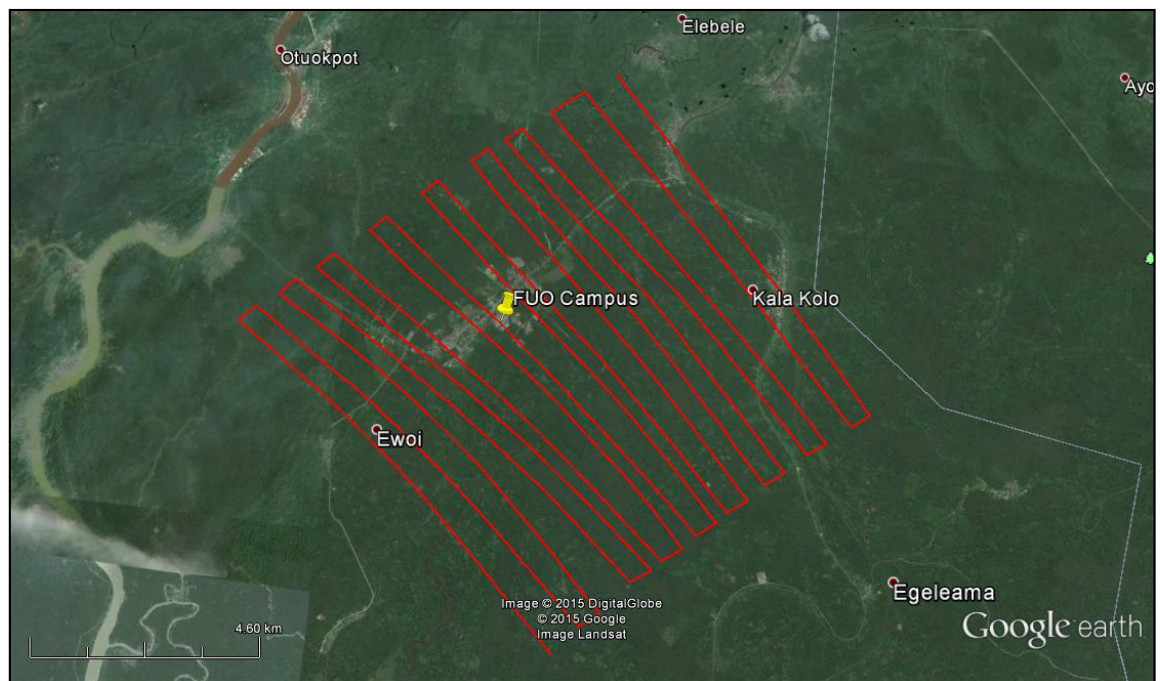 Elebele
Otuokpot
Ayo
FUO Campus
Kala Kolo
Ewoi
Egeleama
Image © 2015 DigitalGlobe
© 2015 Google
Image Landsat
4.60 km
Google earth